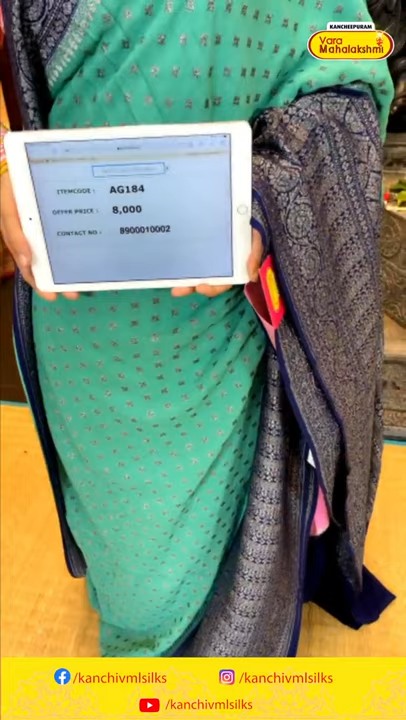 KANCHEEPURAM
Vara
Mahalakshmi
ITEMCODE : AG184
OFFER PRICE : 8,000
CONTACT NO : 8900010002
/kanchivmlsilks
/kanchivmlsilks
/kanchivmlsilks